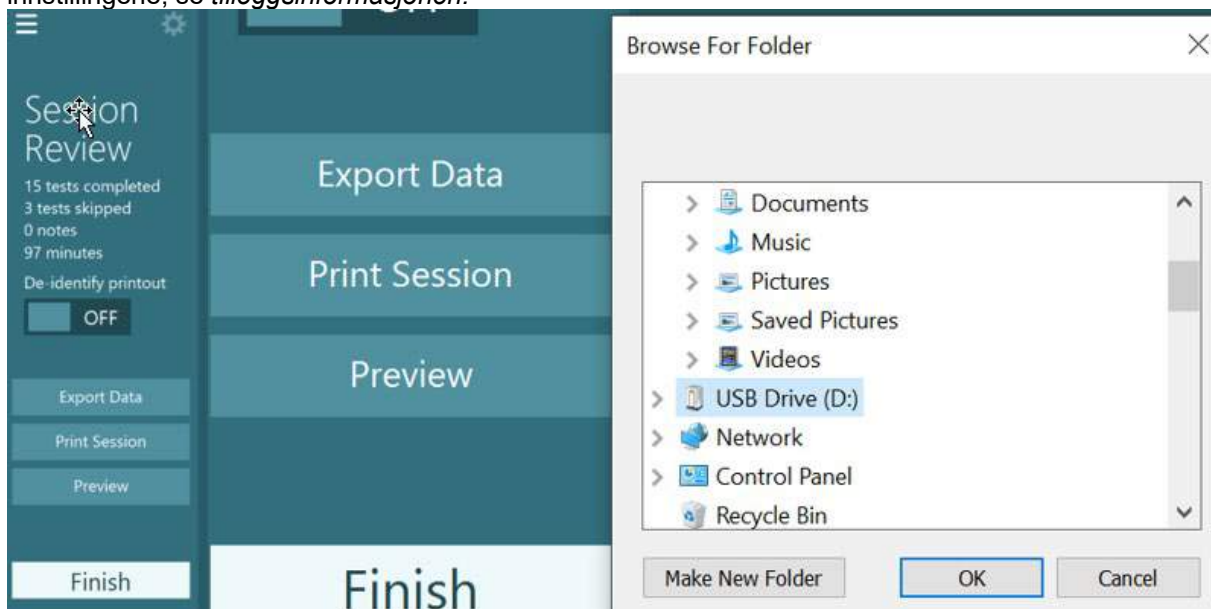 tilleggsinformasjonen.
Session
Review
15 tests completed
3 tests skipped
0 notes
97 minutes
De-identify printout
OFF
Export Data
Print Session
Preview
Finish
Export Data
Print Session
Preview
Finish
Browse For Folder
Documents
Music
Pictures
Saved Pictures
Videos
USB Drive (D:)
Network
Control Panel
Recycle Bin
Make New Folder
OK
Cancel